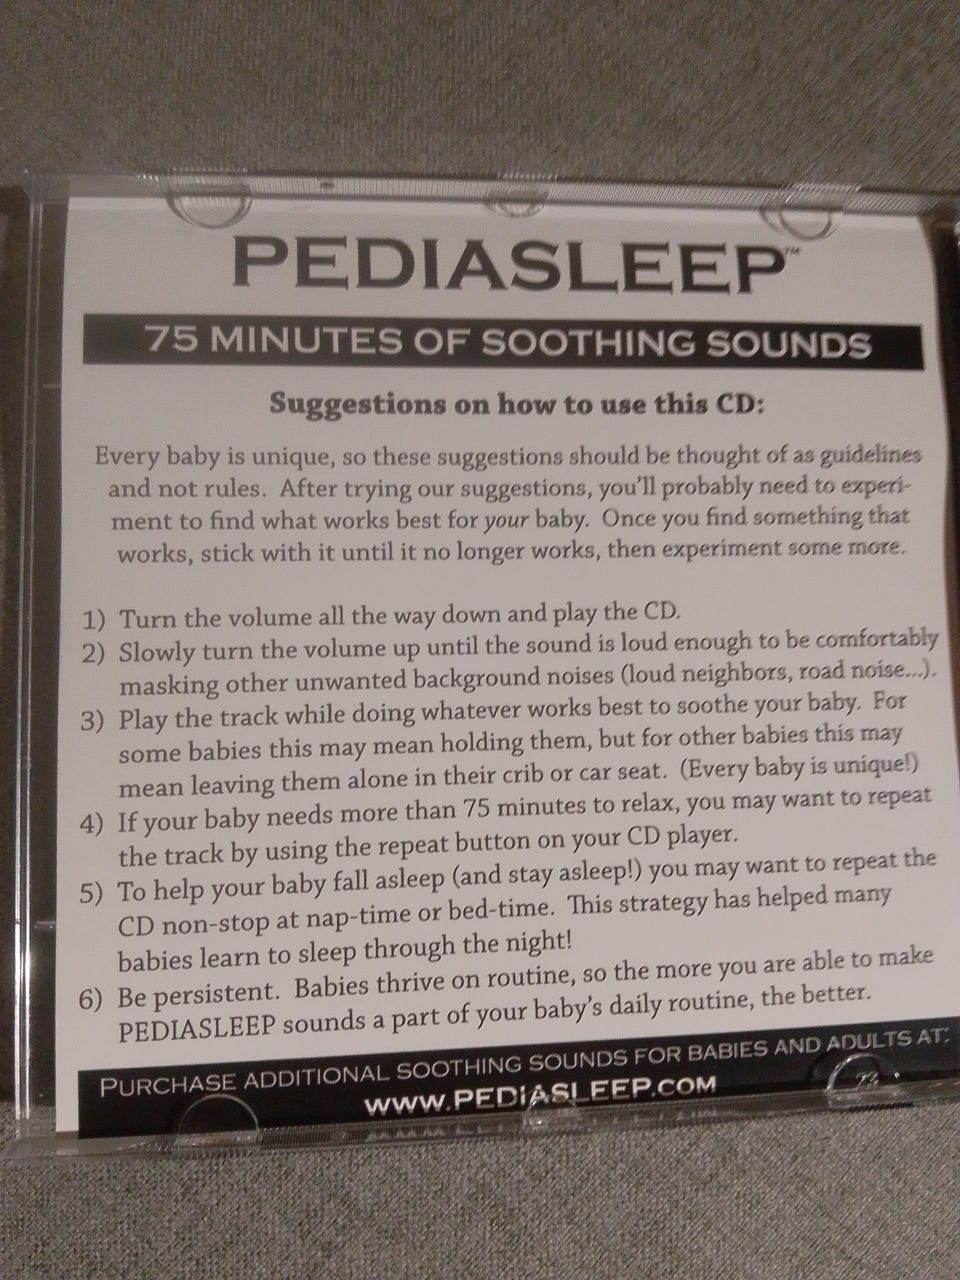 PEDIASLEEP™
75 MINUTES OF SOOTHING SOUNDS
Suggestions on how to use this CD:
Every baby is unique, so these suggestions should be thought of as guidelines
and not rules. After trying our suggestions, you'll probably need to experi-
ment to find what works best for your baby. Once you find something that
works, stick with it until it no longer works, then experiment some more.
1) Turn the volume all the way down and play the CD.
2) Slowly turn the volume up until the sound is loud enough to be comfortably
masking other unwanted background noises (loud neighbors, road noise...).
3) Play the track while doing whatever works best to soothe your baby. For
some babies this may mean holding them, but for other babies this may
mean leaving them alone in their crib or car seat. (Every baby is unique!)
4) If your baby needs more than 75 minutes to relax, you may want to repeat
the track by using the repeat button on your CD player.
5) To help your baby fall asleep (and stay asleep!) you may want to repeat the
CD non-stop at nap-time or bed-time. This strategy has helped many
babies learn to sleep through the night!
6) Be persistent. Babies thrive on routine, so the more you are able to make
PEDIASLEEP sounds a part of your baby's daily routine, the better.
PURCHASE ADDITIONAL SOOTHING SOUNDS FOR BABIES AND ADULTS AT:
WWW.PEDIASLEEP.COM